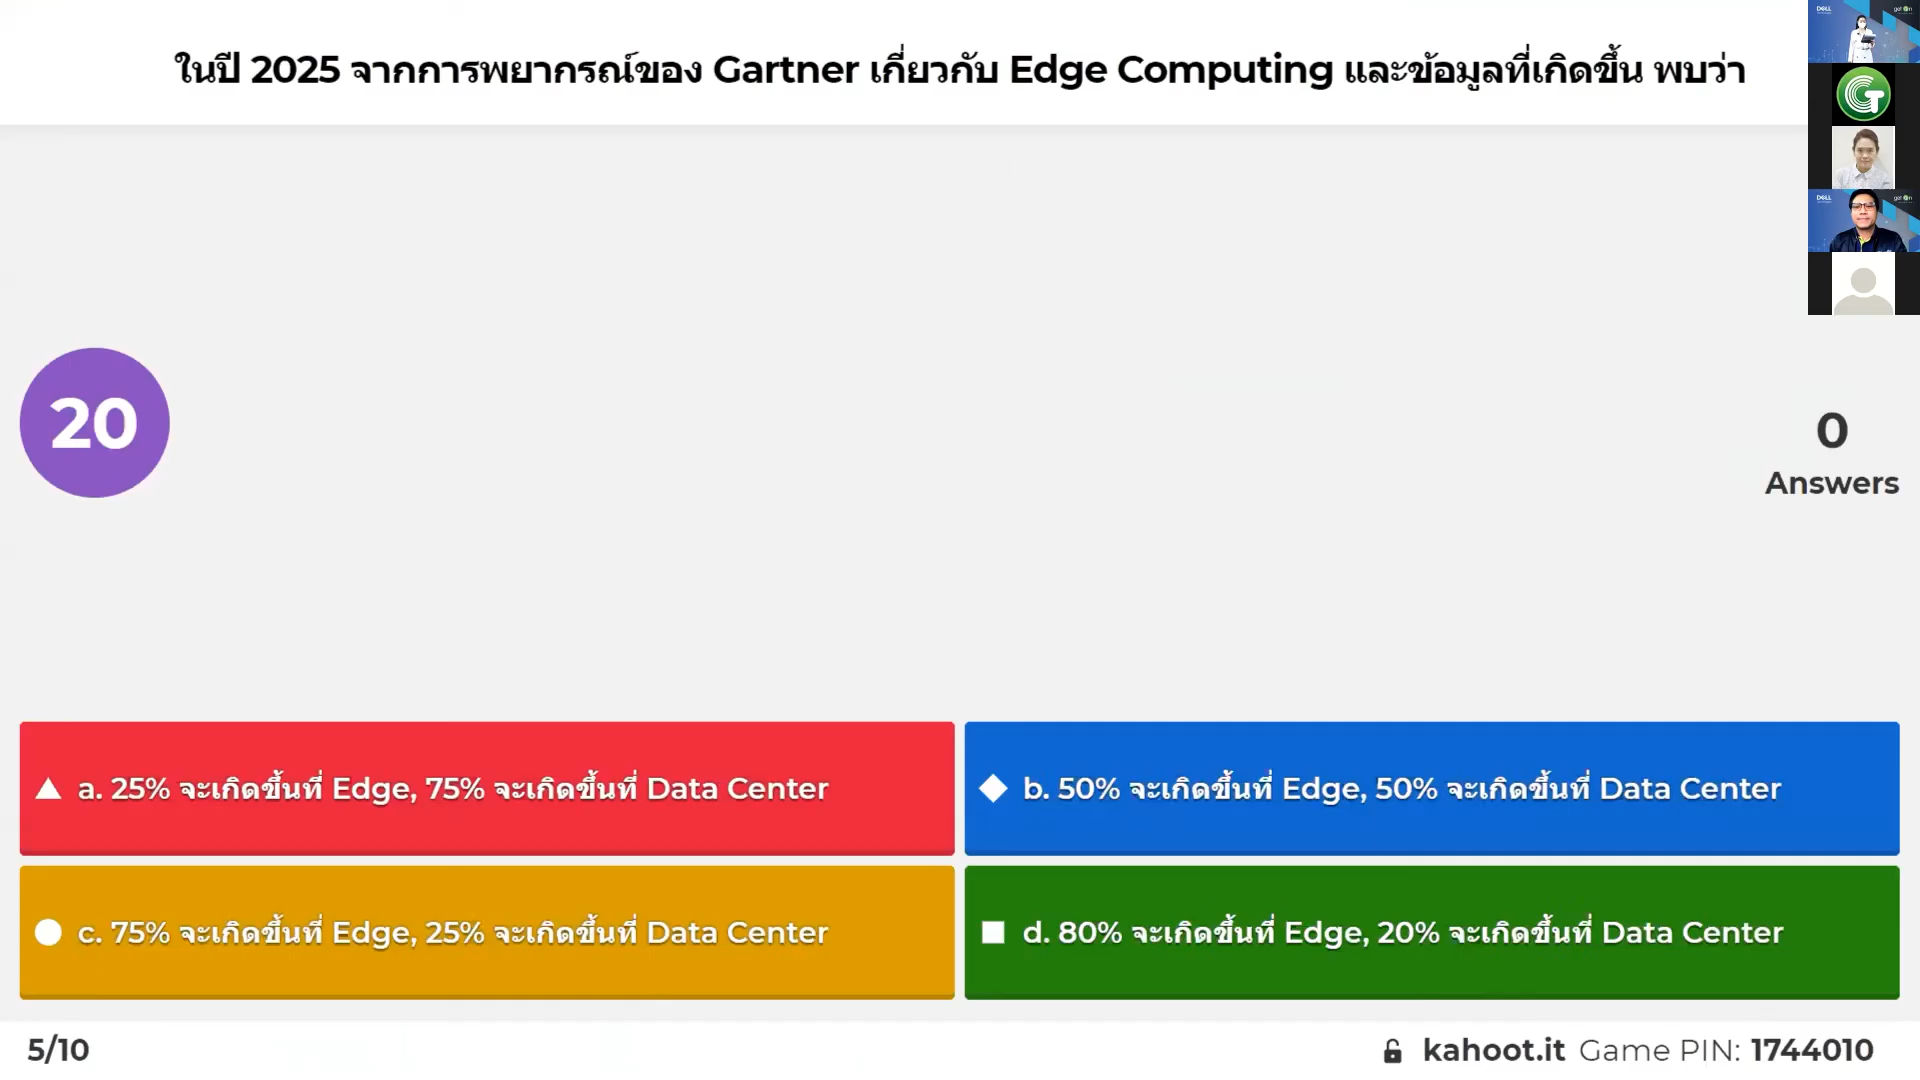 ในปี 2025 จากการพยากรณ์ของ Gartner เกี่ยวกับ Edge Computing และข้อมูลที่เกิดขึ้น พบว่า
DELL
get on
G
DELL
get on
20
0
Answers
a. 25% จะเกิดขึ้นที่ Edge, 75% จะเกิดขึ้นที่ Data Center
b. 50% จะเกิดขึ้นที่ Edge, 50% จะเกิดขึ้นที่ Data Center
c. 75% จะเกิดขึ้นที่ Edge, 25% จะเกิดขึ้นที่ Data Center
d. 80% จะเกิดขึ้นที่ Edge, 20% จะเกิดขึ้นที่ Data Center
5/10
kahoot.it Game PIN: 1744010